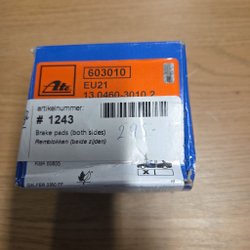 Ate
603010
EU21
13.0460-3010.2
artikelnummer:
# 1243
Brake pads (both sides)
Remblokken (beide zijden)
X